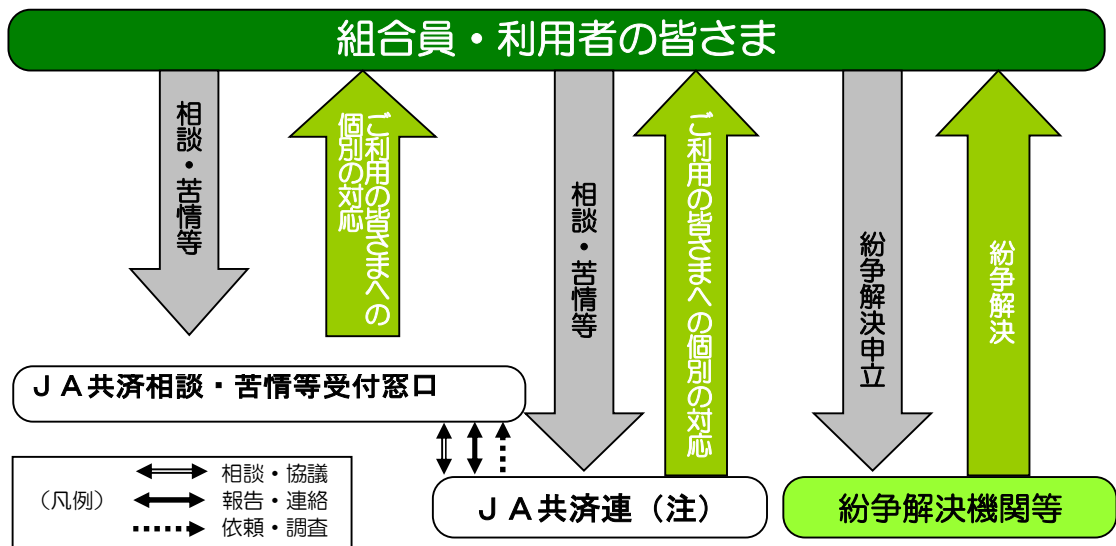 組合員・利用者の皆さま
相談・苦情等
ご利用の皆さまへの
個別の対応
相談・苦情等
ご利用の皆さまへ の個別の対応
紛争解決申立
紛争解決
ＪＡ共済相談・苦情等受付窓口
（凡例）
相談・協議
報告・連絡
依頼・調査
ＪＡ共済連（注）
紛争解決機関等